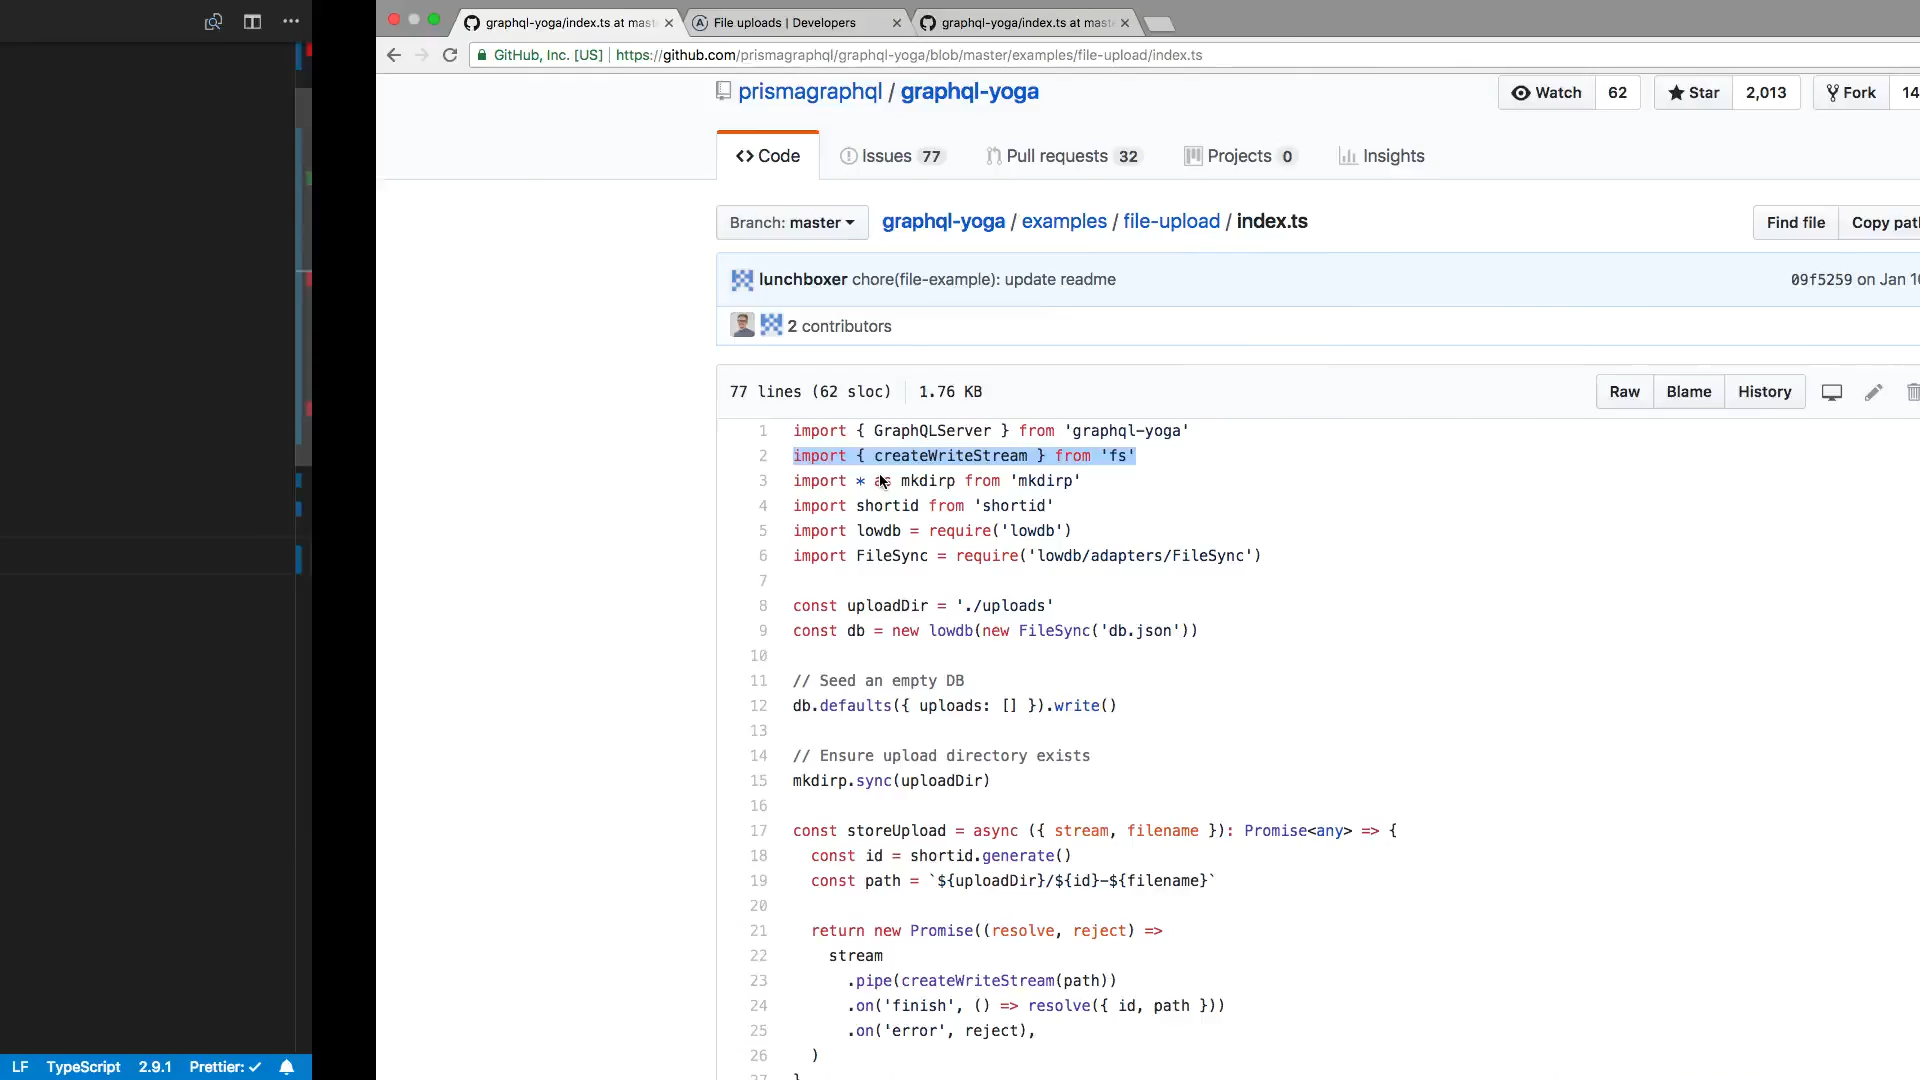 graphql-yoga/index.ts at mast
File uploads | Developers
graphql-yoga/index.ts at mast
GitHub, Inc. [US] | https://github.com/prismagraphql/graphql-yoga/blob/master/examples/file-upload/index.ts
prismagraphql / graphql-yoga
Watch 62
Star 2,013
Fork 14
Code
Issues 77
Pull requests 32
Projects 0
Insights
Branch: master
graphql-yoga / examples / file-upload / index.ts
Find file
Copy path
lunchboxer chore(file-example): update readme
09f5259 on Jan 10
2 contributors
77 lines (62 sloc) 1.76 KB
Raw
Blame
History
1 import { GraphQLServer } from 'graphql-yoga'
2 import { createWriteStream } from 'fs'
3 import * as mkdirp from 'mkdirp'
4 import shortid from 'shortid'
5 import lowdb = require('lowdb')
6 import FileSync = require('lowdb/adapters/FileSync')
7
8 const uploadDir = './uploads'
9 const db = new lowdb(new FileSync('db.json'))
10
11 // Seed an empty DB
12 db.defaults({ uploads: [] }).write()
13
14 // Ensure upload directory exists
15 mkdirp.sync(uploadDir)
16
17 const storeUpload = async ({ stream, filename }): Promise<any> => {
18 const id = shortid.generate()
19 const path = `${uploadDir}/${id}-${filename}`
20
21 return new Promise((resolve, reject) =>
22 stream
23 .pipe(createWriteStream(path))
24 .on('finish', () => resolve({ id, path }))
25 .on('error', reject),
26 )
27 }
LF TypeScript 2.9.1 Prettier: ✓